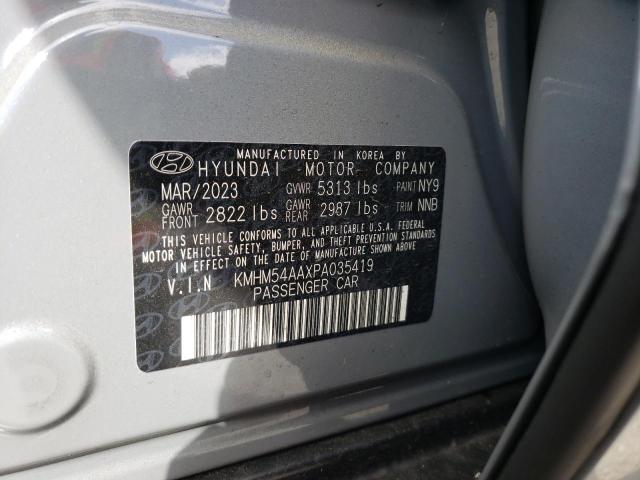 MANUFACTURED IN KOREA BY
HYUNDAI MOTOR COMPANY
MAR/2023 GVWR 5313 lbs PAINT NY9
GAWR FRONT 2822 lbs GAWR REAR 2987 lbs TRIM NNB
THIS VEHICLE CONFORMS TO ALL APPLICABLE U.S.A. FEDERAL
MOTOR VEHICLE SAFETY, BUMPER, AND THEFT PREVENTION STANDARDS
IN EFFECT ON THE DATE OF MANUFACTURE SHOWN ABOVE.
V.I.N KMHM54AAXPA035419
PASSENGER CAR